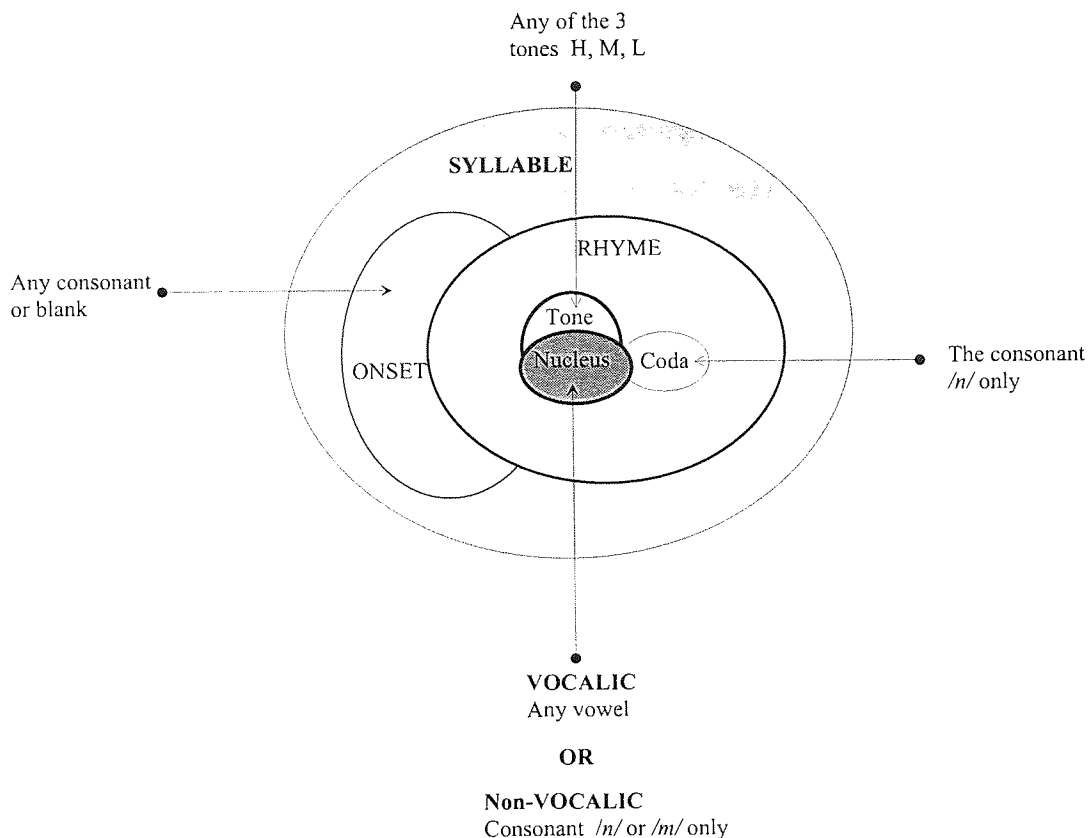 Any of the 3
tones H, M, L
SYLLABLE
RHYME
Any consonant
or blank
Tone
Nucleus
Coda
ONSET
The consonant
/n/ only
VOCALIC
Any vowel
OR
Non-VOCALIC
Consonant /n/ or /m/ only